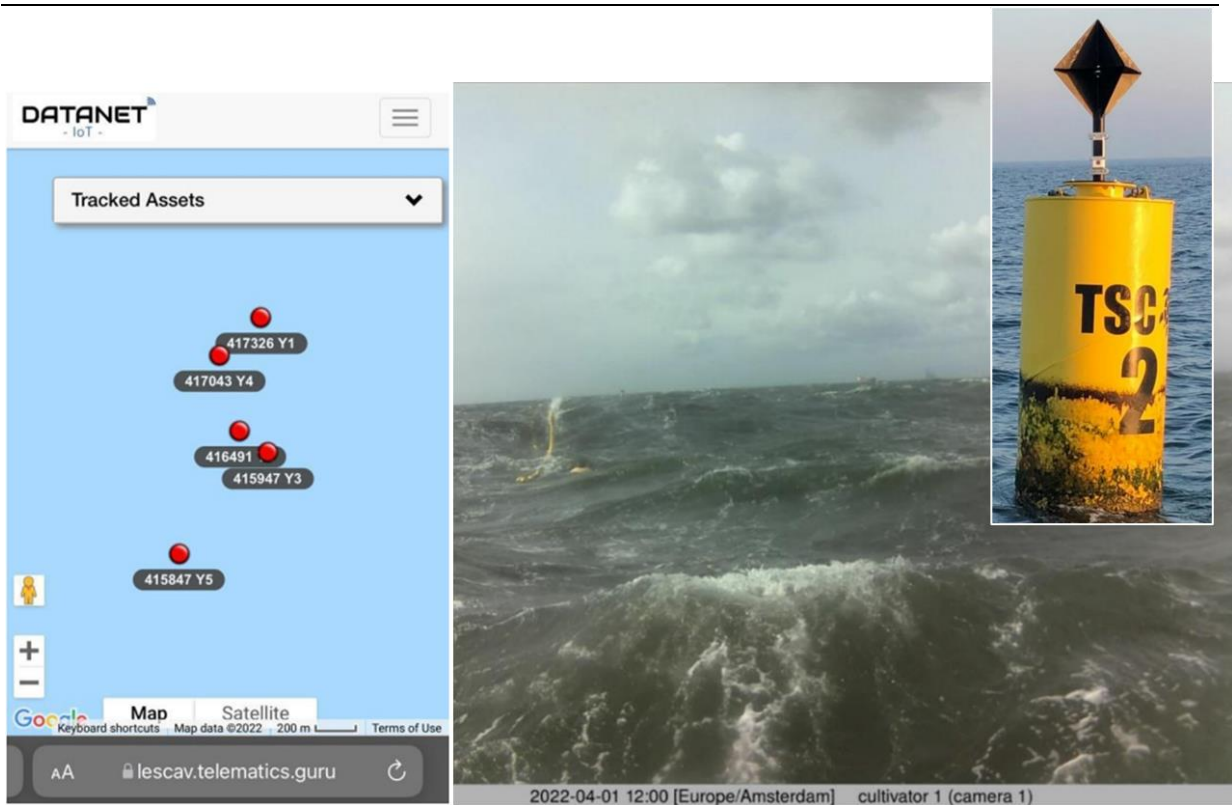 DATANET
- IoT -
Tracked Assets
417326 Y1
417043 Y4
416491
415947 Y3
415847 Y5
+
−
Google
Map
Satellite
Keyboard shortcuts
Map data ©2022
200 m
Terms of Use
AA
lescav.telematics.guru
TSC
2
2022-04-01 12:00 [Europe/Amsterdam] cultivator 1 (camera 1)